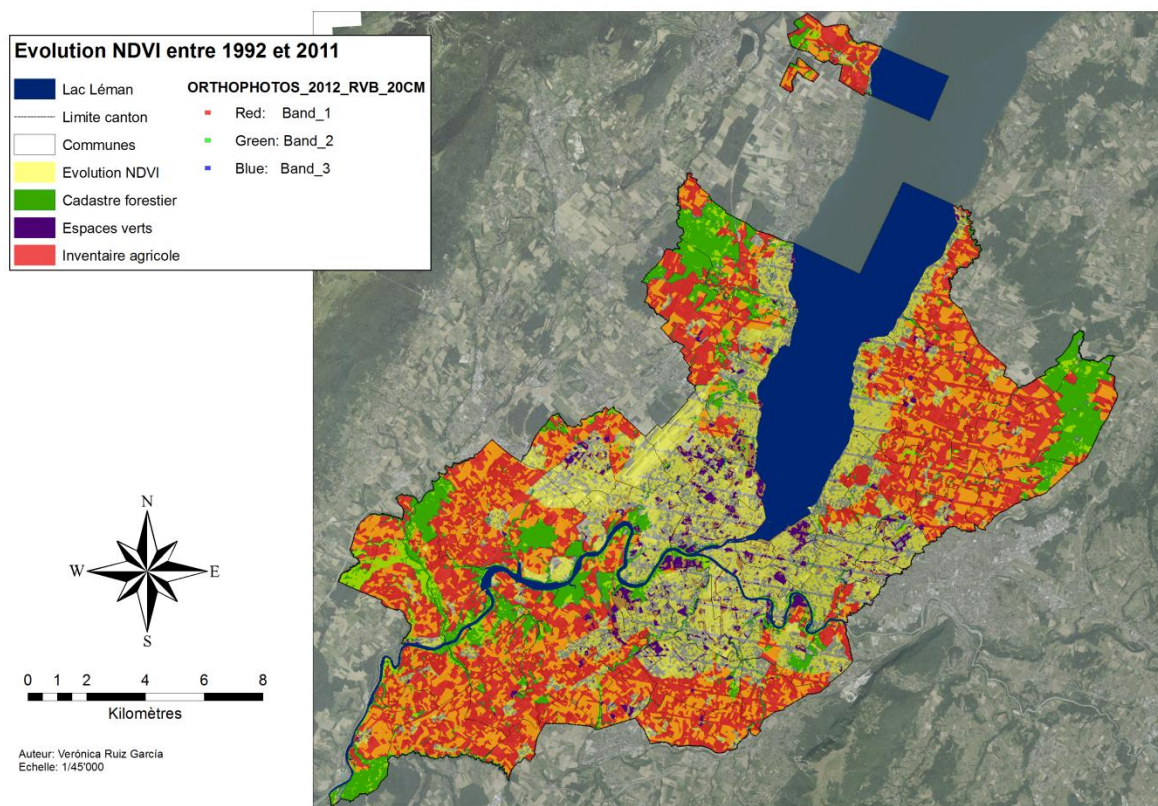 Evolution NDVI entre 1992 et 2011
Lac Léman
Limite canton
Communes
Evolution NDVI
Cadastre forestier
Espaces verts
Inventaire agricole
ORTHOPHOTOS_2012_RVB_20CM
Red: Band_1
Green: Band_2
Blue: Band_3
N
W E
S
0 1 2 4 6 8
Kilomètres
Auteur: Verónica Ruiz García
Echelle: 1/45'000